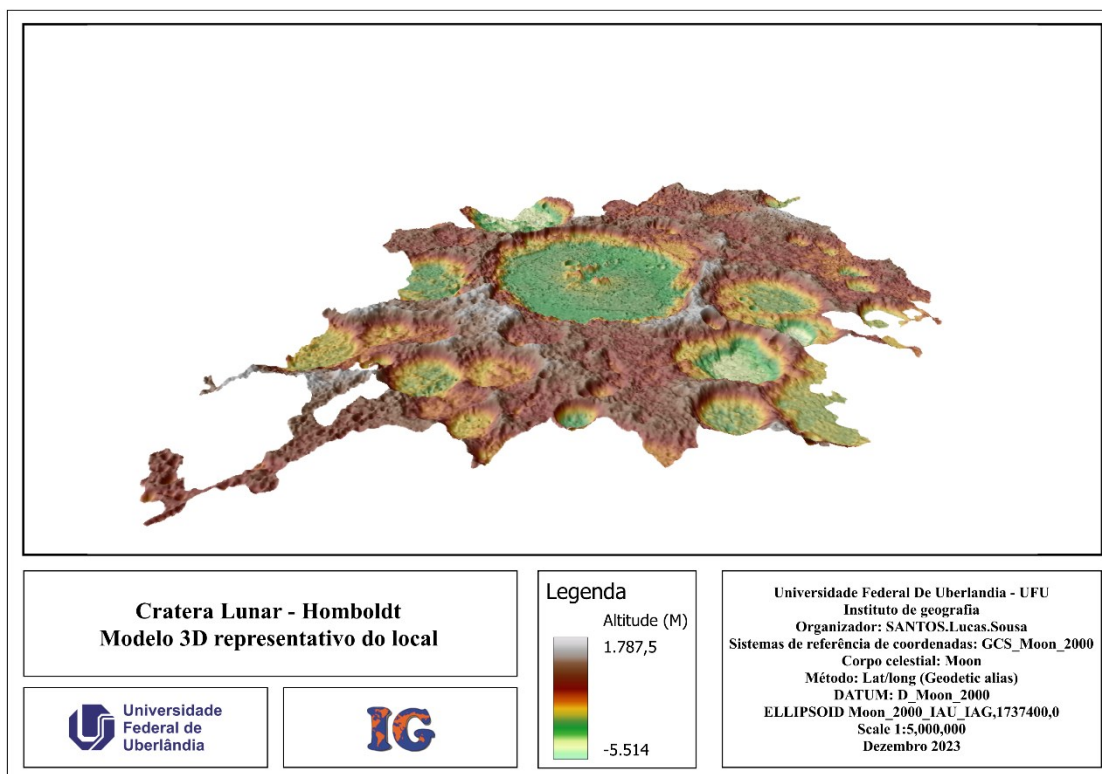 Cratera Lunar - Homboldt
Modelo 3D representativo do local
Universidade
Federal de
Uberlândia
IG
Legenda
Altitude (M)
1.787,5
-5.514
Universidade Federal De Uberlandia - UFU
Instituto de geografia
Organizador: SANTOS.Lucas.Sousa
Sistemas de referência de coordenadas: GCS_Moon_2000
Corpo celestial: Moon
Método: Lat/long (Geodetic alias)
DATUM: D_Moon_2000
ELLIPSOID Moon_2000_IAU_IAG,1737400,0
Scale 1:5,000,000
Dezembro 2023